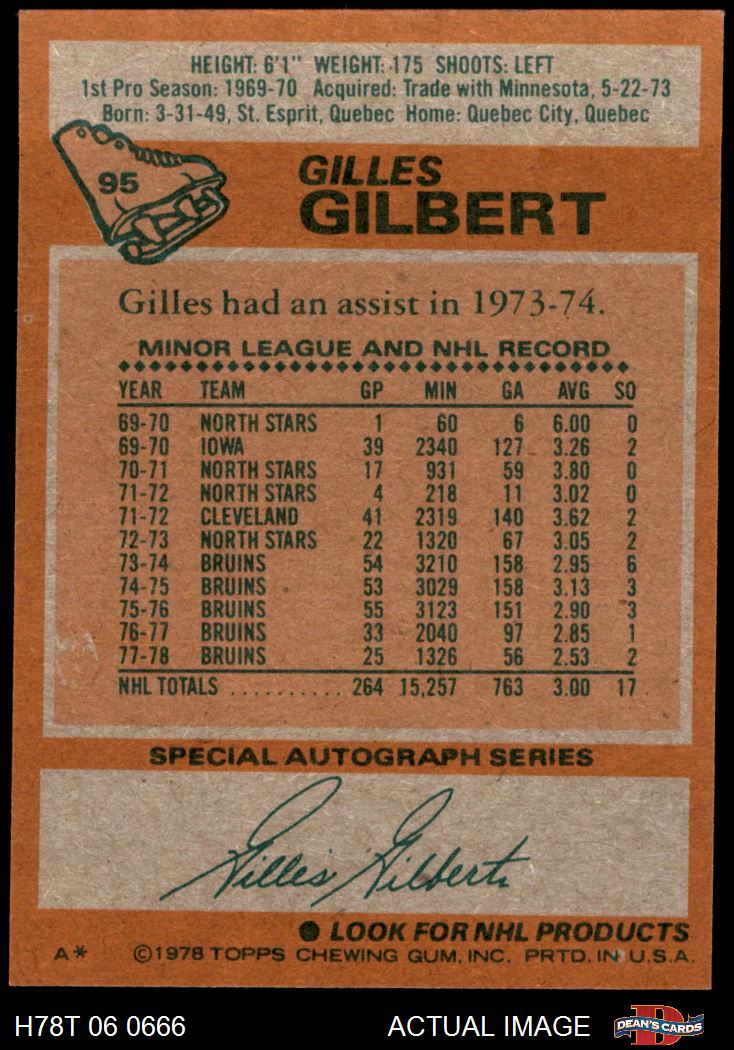 HEIGHT: 6'1" WEIGHT: 175 SHOOTS: LEFT
1st Pro Season: 1969-70 Acquired: Trade with Minnesota, 5-22-73
Born: 3-31-49, St. Esprit, Quebec Home: Quebec City, Quebec
95
GILLES
GILBERT
Gilles had an assist in 1973-74.
MINOR LEAGUE AND NHL RECORD
YEAR TEAM GP MIN GA AVG SO
69-70 NORTH STARS 1 60 6 6.00 0
69-70 IOWA 39 2340 127 3.26 2
70-71 NORTH STARS 17 931 59 3.80 0
71-72 NORTH STARS 4 218 11 3.02 0
71-72 CLEVELAND 41 2319 140 3.62 2
72-73 NORTH STARS 22 1320 67 3.05 2
73-74 BRUINS 54 3210 158 2.95 6
74-75 BRUINS 53 3029 158 3.13 3
75-76 BRUINS 55 3123 151 2.90 3
76-77 BRUINS 33 2040 97 2.85 1
77-78 BRUINS 25 1326 56 2.53 2
NHL TOTALS .......... 264 15,257 763 3.00 17
SPECIAL AUTOGRAPH SERIES
Gilles Gilbert
● LOOK FOR NHL PRODUCTS
A* ©1978 TOPPS CHEWING GUM, INC. PRTD. IN U.S.A.
H78T 06 0666 ACTUAL IMAGE D DEAN'S CARDS